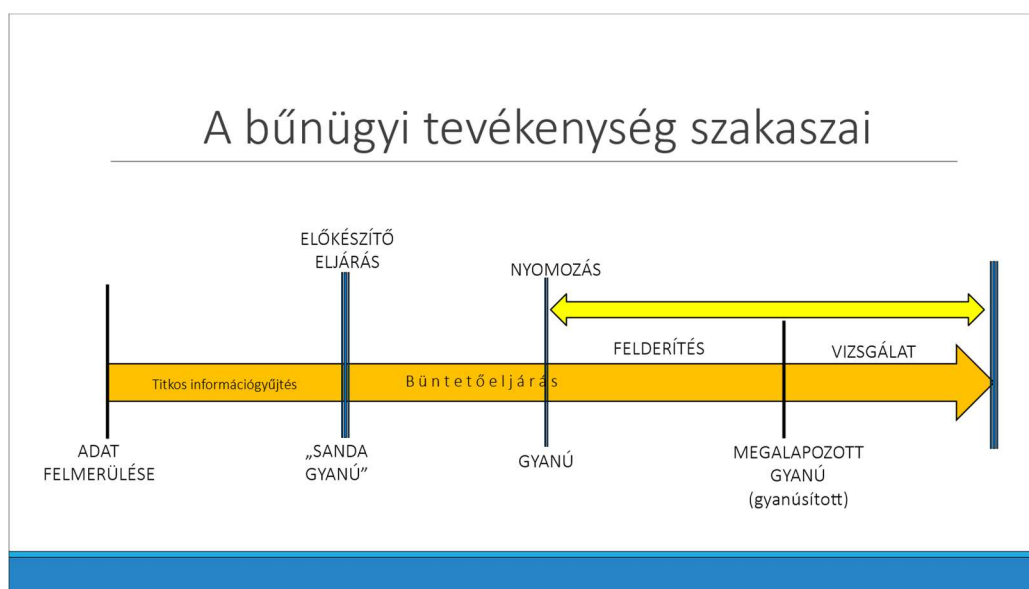 A bűnügyi tevékenység szakaszai
ELŐKÉSZÍTŐ
ELJÁRÁS
NYOMOZÁS
FELDERÍTÉS
VIZSGÁLAT
Titkos információgyűjtés
Büntetőeljárás
ADAT
FELMERÜLÉSE
„SANDA
GYANÚ”
GYANÚ
MEGALAPOZOTT
GYANÚ
(gyanúsított)